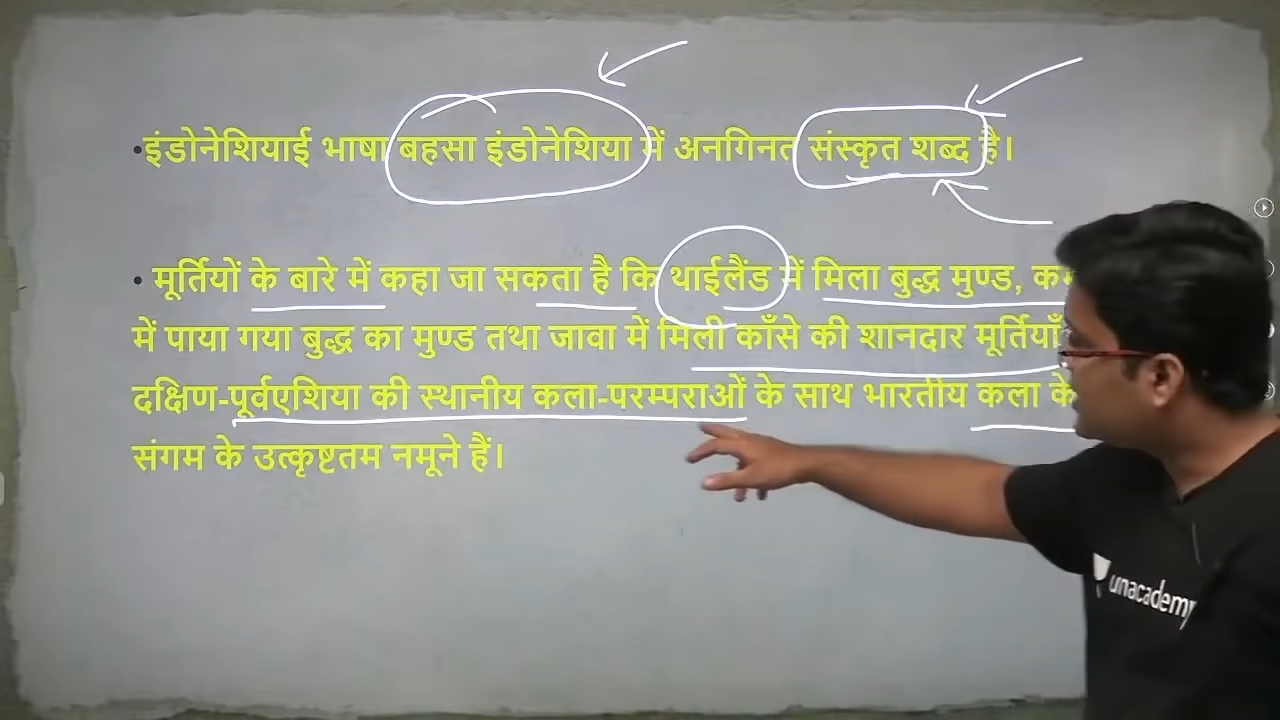 •इंडोनेशियाई भाषा बहसा इंडोनेशिया में अनगिनत संस्कृत शब्द है।
• मूर्तियों के बारे में कहा जा सकता है कि थाईलैंड में मिला बुद्ध मुण्ड,
में पाया गया बुद्ध का मुण्ड तथा जावा में मिली काँसे की शानदार मूर्तियाँ
दक्षिण-पूर्वएशिया की स्थानीय कला-परम्पराओं के साथ भारतीय कला के
संगम के उत्कृष्टतम नमूने हैं।
unacademy